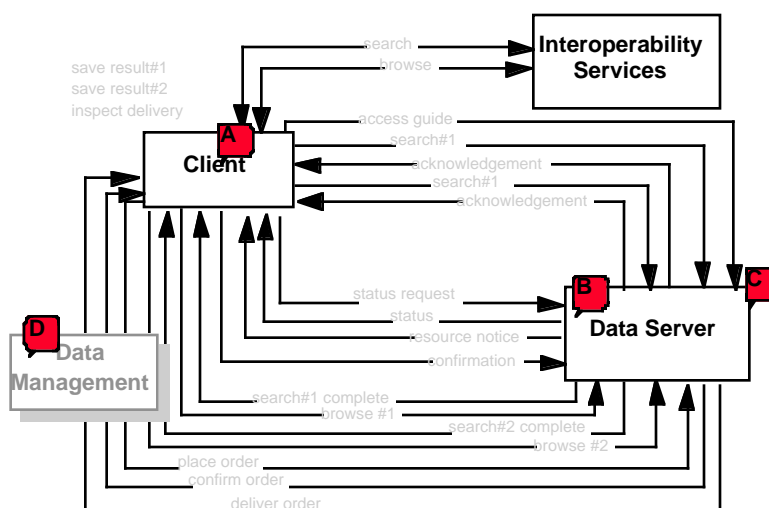 search
Interoperability
Services
browse
save result#1
save result#2
inspect delivery
access guide
A
Client
search#1
acknowledgement
search#1
acknowledgement
B
C
Data Server
status request
status
resource notice
confirmation
D
Data
Management
search#1 complete
browse #1
search#2 complete
browse #2
place order
confirm order
deliver order